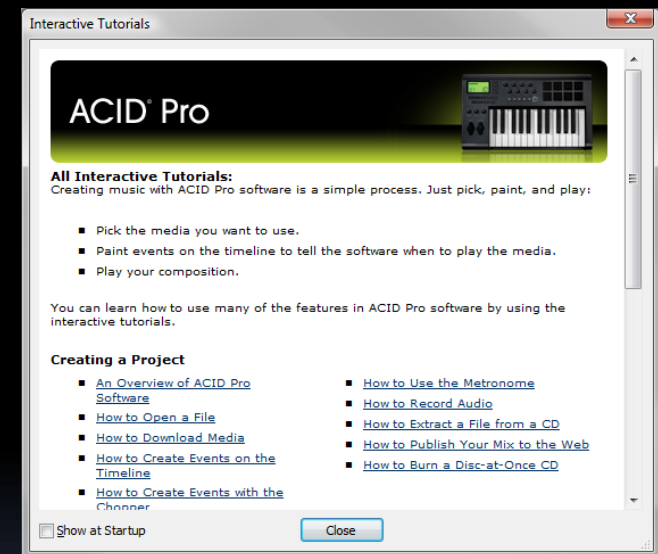 Interactive Tutorials
ACID® Pro
All Interactive Tutorials:
Creating music with ACID Pro software is a simple process. Just pick, paint, and play:
Pick the media you want to use.
Paint events on the timeline to tell the software when to play the media.
Play your composition.
You can learn how to use many of the features in ACID Pro software by using the
interactive tutorials.
Creating a Project
An Overview of ACID Pro
Software
How to Open a File
How to Download Media
How to Create Events on the
Timeline
How to Create Events with the
Chopper
How to Use the Metronome
How to Record Audio
How to Extract a File from a CD
How to Publish Your Mix to the Web
How to Burn a Disc-at-Once CD
Show at Startup
Close